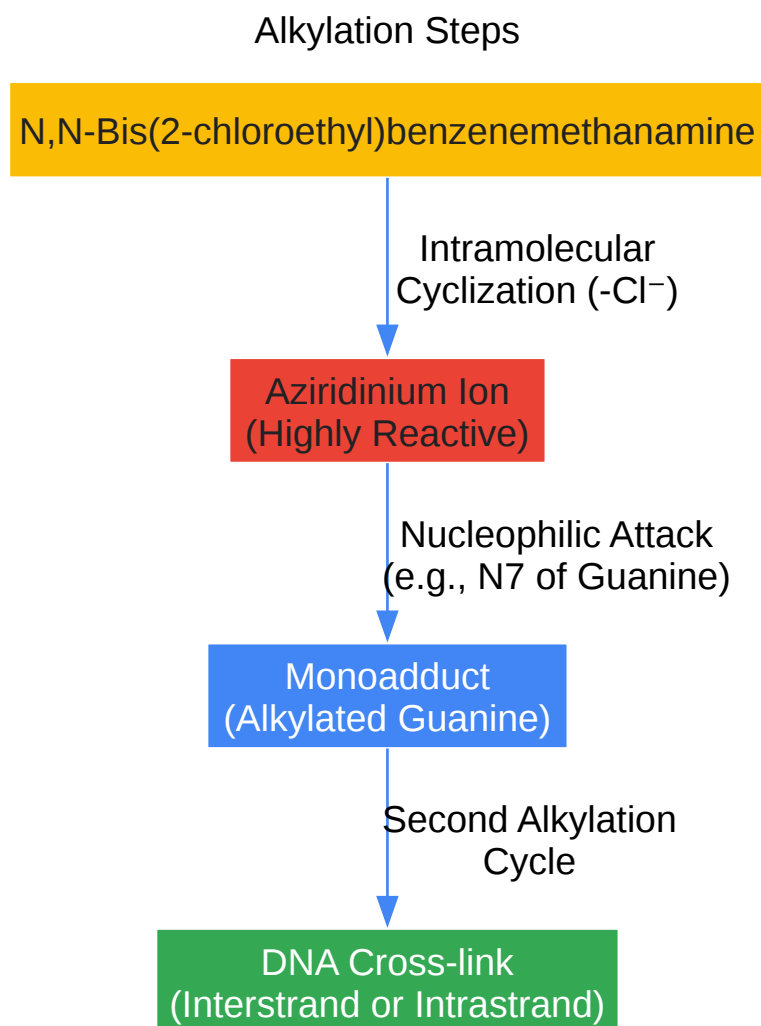 Alkylation Steps
N,N-Bis(2-chloroethyl)benzenemethanamine
Intramolecular
Cyclization (-Cl⁻)
Aziridinium Ion
(Highly Reactive)
Nucleophilic Attack
(e.g., N7 of Guanine)
Monoadduct
(Alkylated Guanine)
Second Alkylation
Cycle
DNA Cross-link
(Interstrand or Intrastrand)